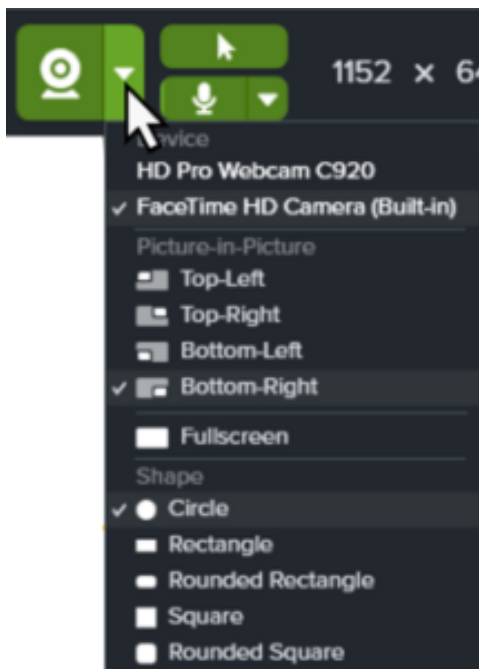 1152 × 64
Device
HD Pro Webcam C920
✓ FaceTime HD Camera (Built-in)
Picture-in-Picture
Top-Left
Top-Right
Bottom-Left
✓ Bottom-Right
Fullscreen
Shape
✓ Circle
Rectangle
Rounded Rectangle
Square
Rounded Square